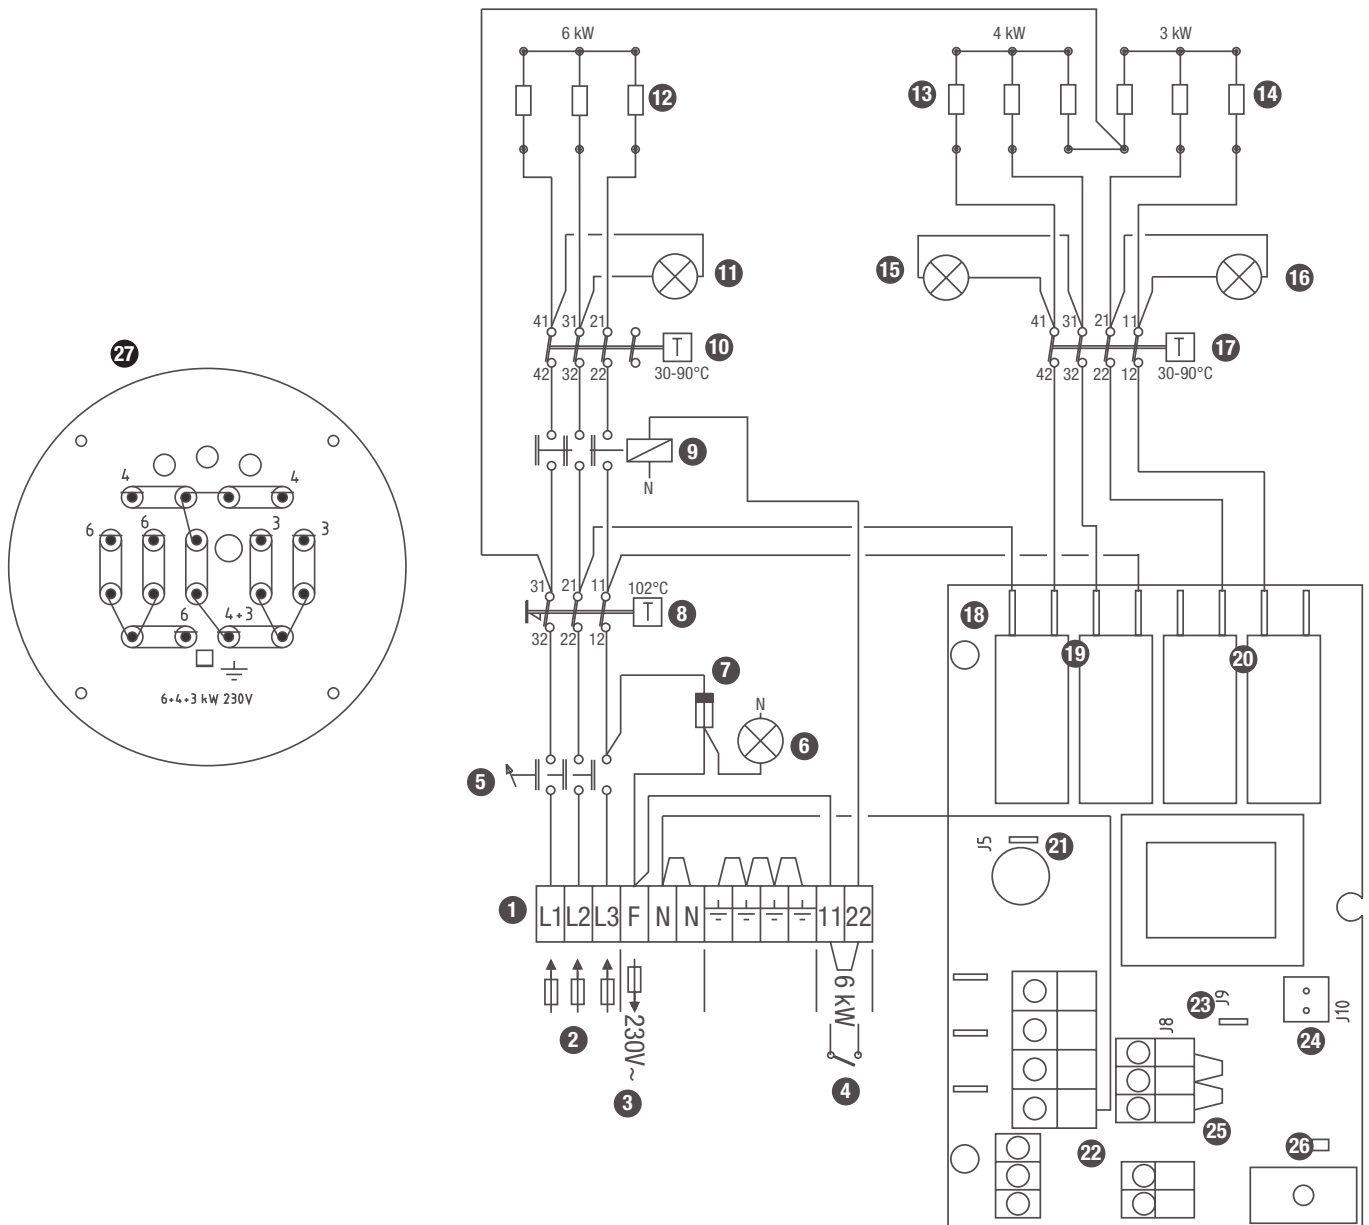 6 kW
4 kW
3 kW
12
13
14
11
15
16
41 31 21
41 31 21 11
10
17
42 32 22
30-90°C
42 32 22 12
30-90°C
27
9
N
4 4
6 6 3 3
6 4+3
6+4+3 kW 230V
31 21 11
102°C
8
32 22 12
18
19
20
7
N
6
5
J5
21
1
L1 L2 L3 F N N 11 22
2
230V~
3
6 kW
4
23
J9
J8
J10
24
25
22
26